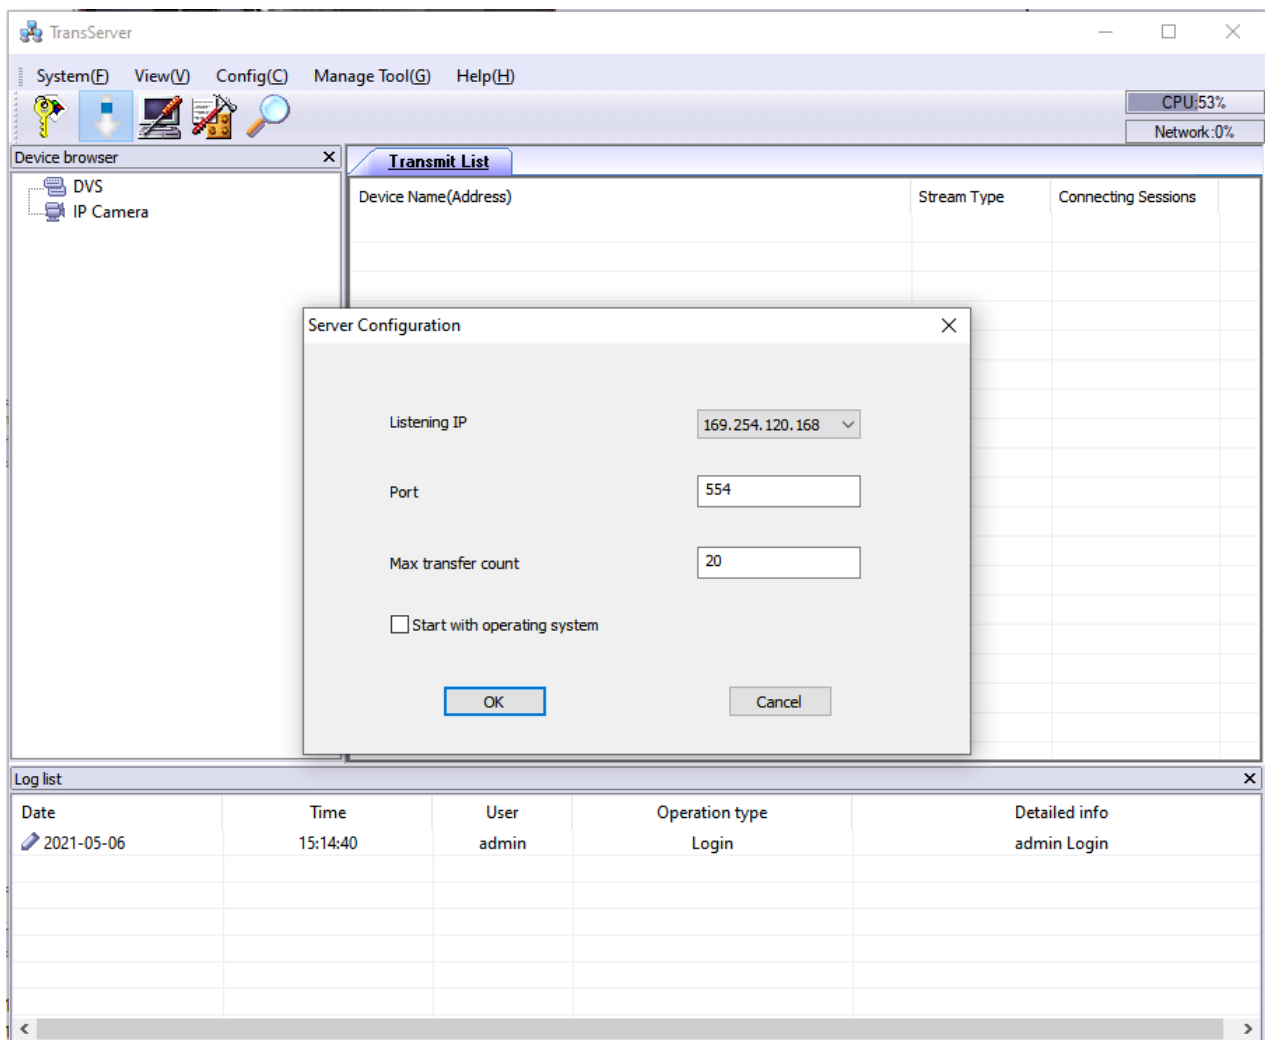 TransServer
System(F) View(V) Config(C) Manage Tool(G) Help(H)
CPU:53%
Network:0%
Device browser
DVS
IP Camera
Transmit List
Device Name(Address) Stream Type Connecting Sessions
Server Configuration
Listening IP 169.254.120.168
Port 554
Max transfer count 20
Start with operating system
OK Cancel
Log list
Date Time User Operation type Detailed info
2021-05-06 15:14:40 admin Login admin Login